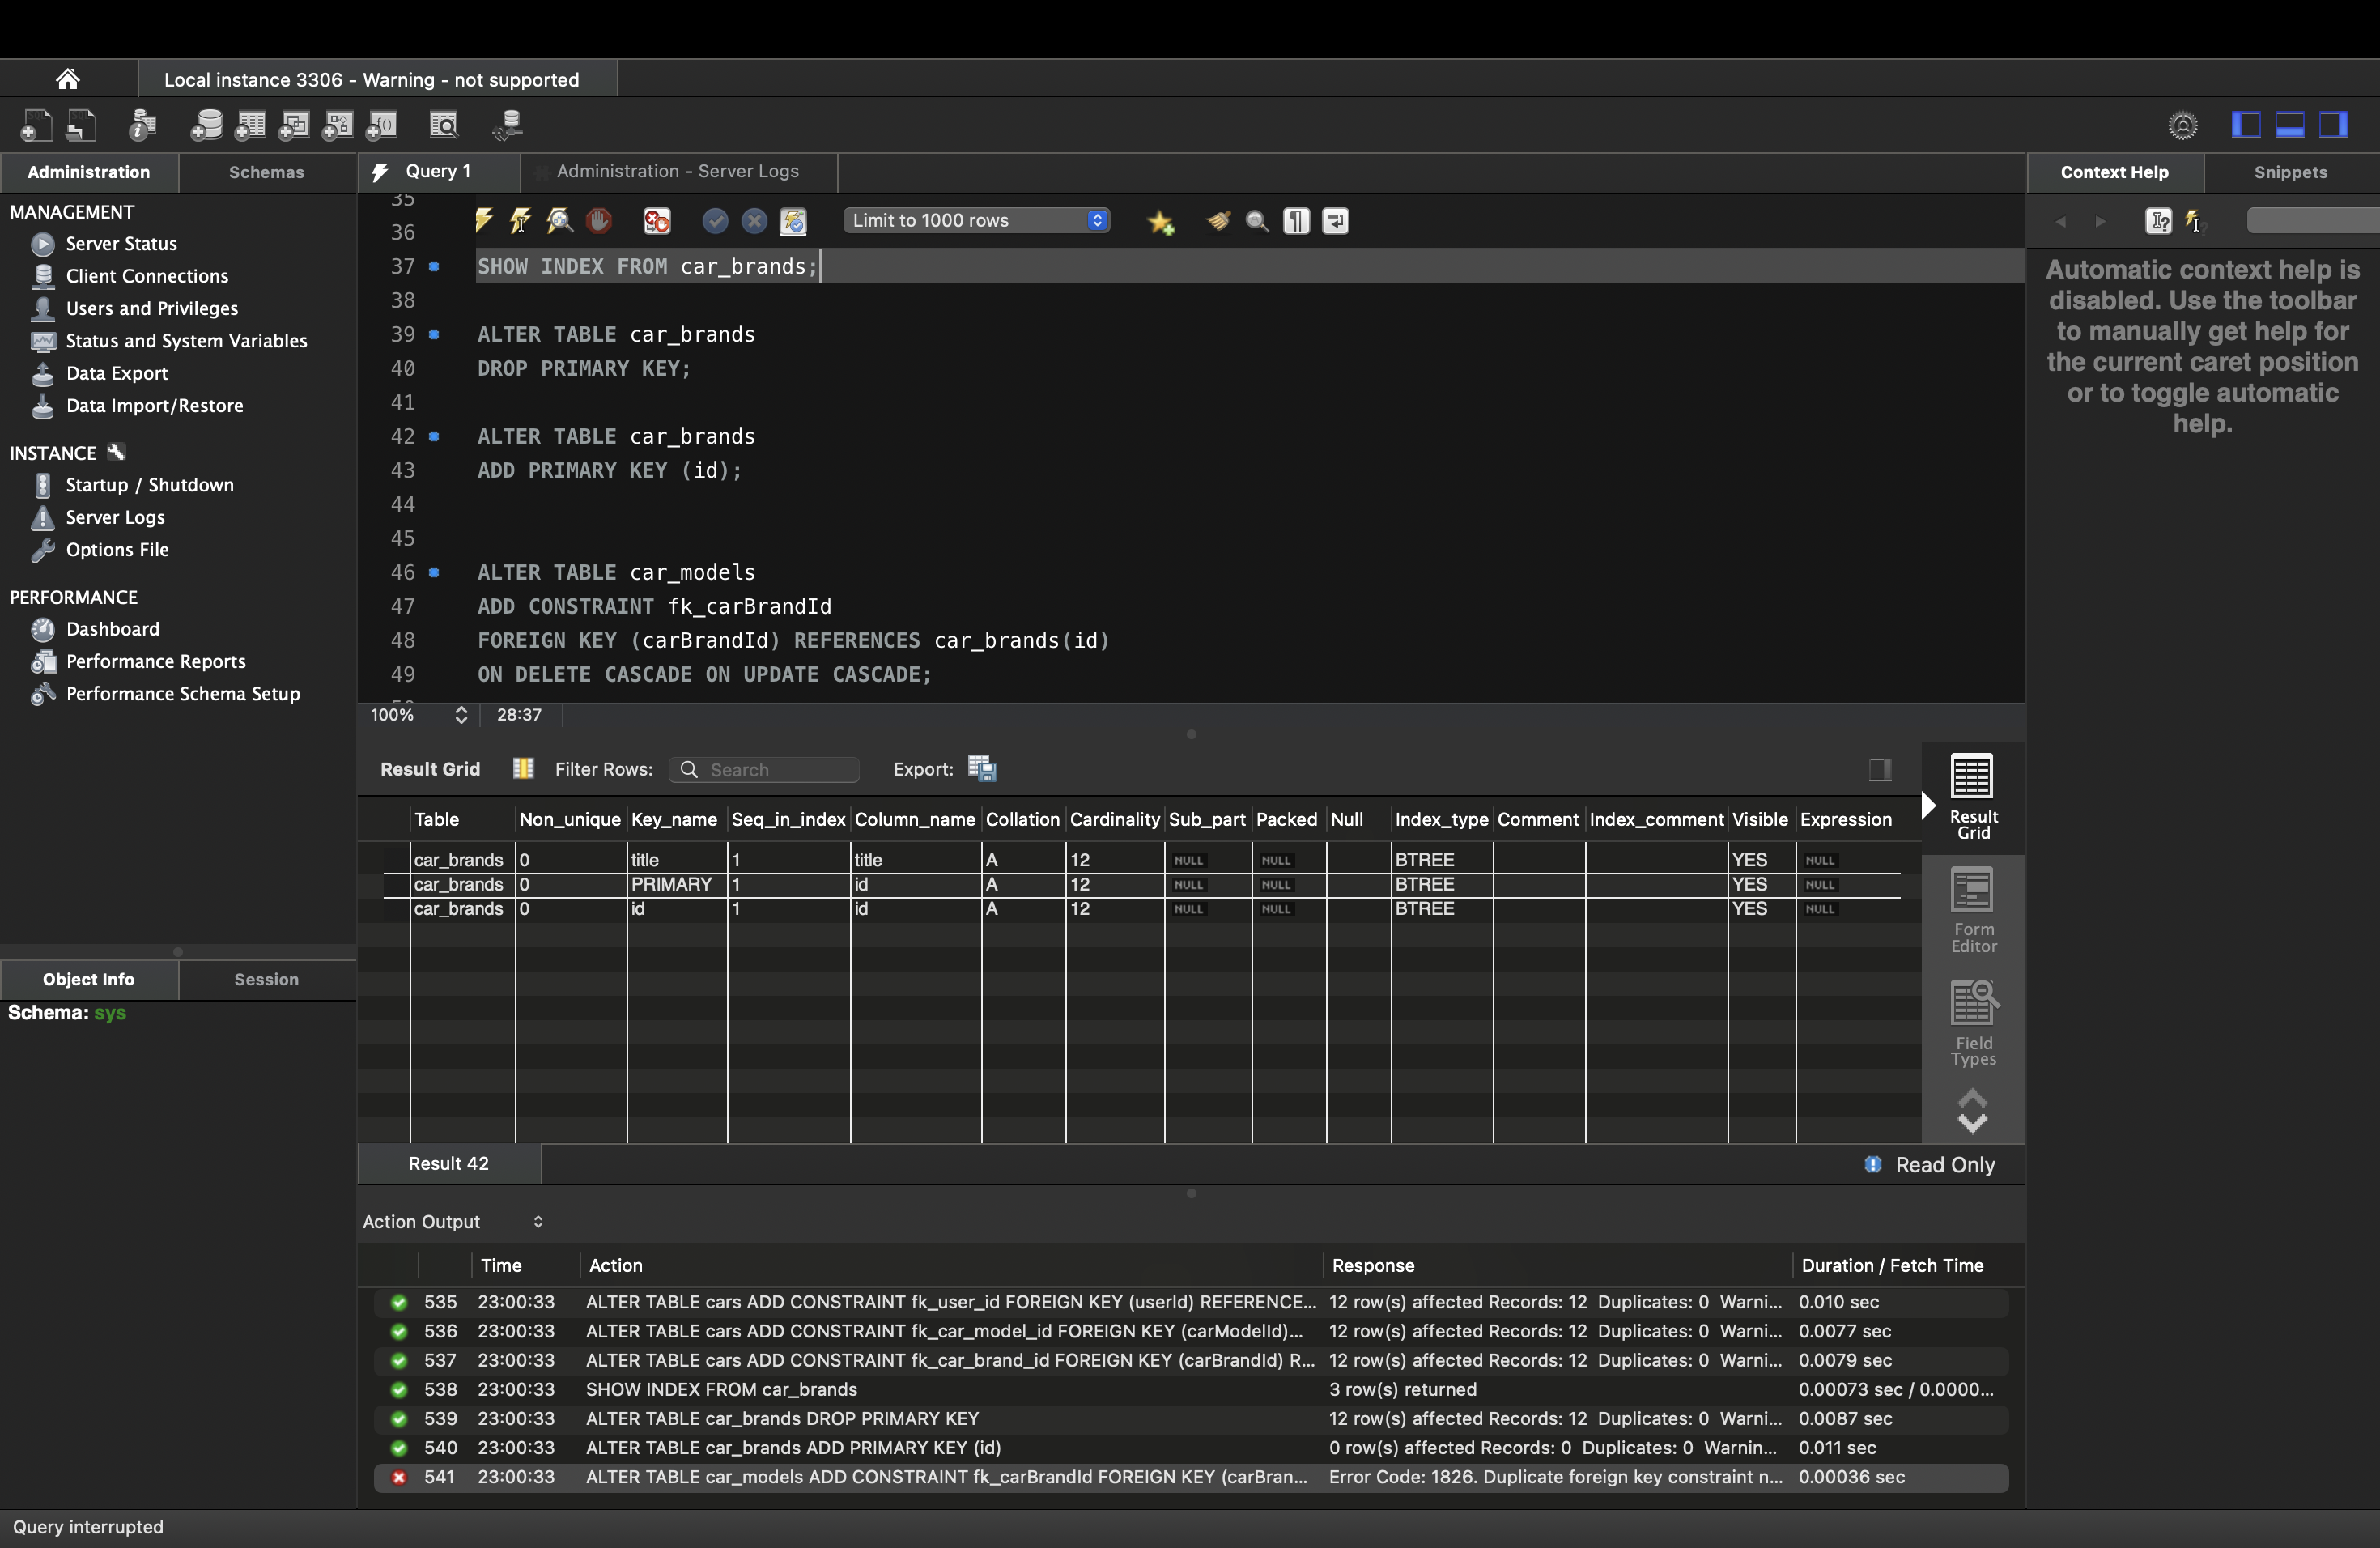 Local instance 3306 - Warning - not supported
Administration
Schemas
Query 1
Administration - Server Logs
Context Help
Snippets
MANAGEMENT
Server Status
Client Connections
Users and Privileges
Status and System Variables
Data Export
Data Import/Restore
INSTANCE
Startup / Shutdown
Server Logs
Options File
PERFORMANCE
Dashboard
Performance Reports
Performance Schema Setup
Object Info
Session
Schema: sys
35
36
Limit to 1000 rows
37 SHOW INDEX FROM car_brands;
38
39 ALTER TABLE car_brands
40 DROP PRIMARY KEY;
41
42 ALTER TABLE car_brands
43 ADD PRIMARY KEY (id);
44
45
46 ALTER TABLE car_models
47 ADD CONSTRAINT fk_carBrandId
48 FOREIGN KEY (carBrandId) REFERENCES car_brands(id)
49 ON DELETE CASCADE ON UPDATE CASCADE;
100% 28:37
Automatic context help is
disabled. Use the toolbar
to manually get help for
the current caret position
or to toggle automatic
help.
Result Grid Filter Rows: Search Export:
Table Non_unique Key_name Seq_in_index Column_name Collation Cardinality Sub_part Packed Null Index_type Comment Index_comment Visible Expression
car_brands 0 title 1 title A 12 NULL NULL BTREE YES NULL
car_brands 0 PRIMARY 1 id A 12 NULL NULL BTREE YES NULL
car_brands 0 id 1 id A 12 NULL NULL BTREE YES NULL
Result
Grid
Form
Editor
Field
Types
Result 42
Read Only
Action Output
Time Action Response Duration / Fetch Time
535 23:00:33 ALTER TABLE cars ADD CONSTRAINT fk_user_id FOREIGN KEY (userId) REFERENCE... 12 row(s) affected Records: 12 Duplicates: 0 Warni... 0.010 sec
536 23:00:33 ALTER TABLE cars ADD CONSTRAINT fk_car_model_id FOREIGN KEY (carModelId)... 12 row(s) affected Records: 12 Duplicates: 0 Warni... 0.0077 sec
537 23:00:33 ALTER TABLE cars ADD CONSTRAINT fk_car_brand_id FOREIGN KEY (carBrandId) R... 12 row(s) affected Records: 12 Duplicates: 0 Warni... 0.0079 sec
538 23:00:33 SHOW INDEX FROM car_brands 3 row(s) returned 0.00073 sec / 0.0000...
539 23:00:33 ALTER TABLE car_brands DROP PRIMARY KEY 12 row(s) affected Records: 12 Duplicates: 0 Warni... 0.0087 sec
540 23:00:33 ALTER TABLE car_brands ADD PRIMARY KEY (id) 0 row(s) affected Records: 0 Duplicates: 0 Warnin... 0.011 sec
541 23:00:33 ALTER TABLE car_models ADD CONSTRAINT fk_carBrandId FOREIGN KEY (carBran... Error Code: 1826. Duplicate foreign key constraint n... 0.00036 sec
Query interrupted